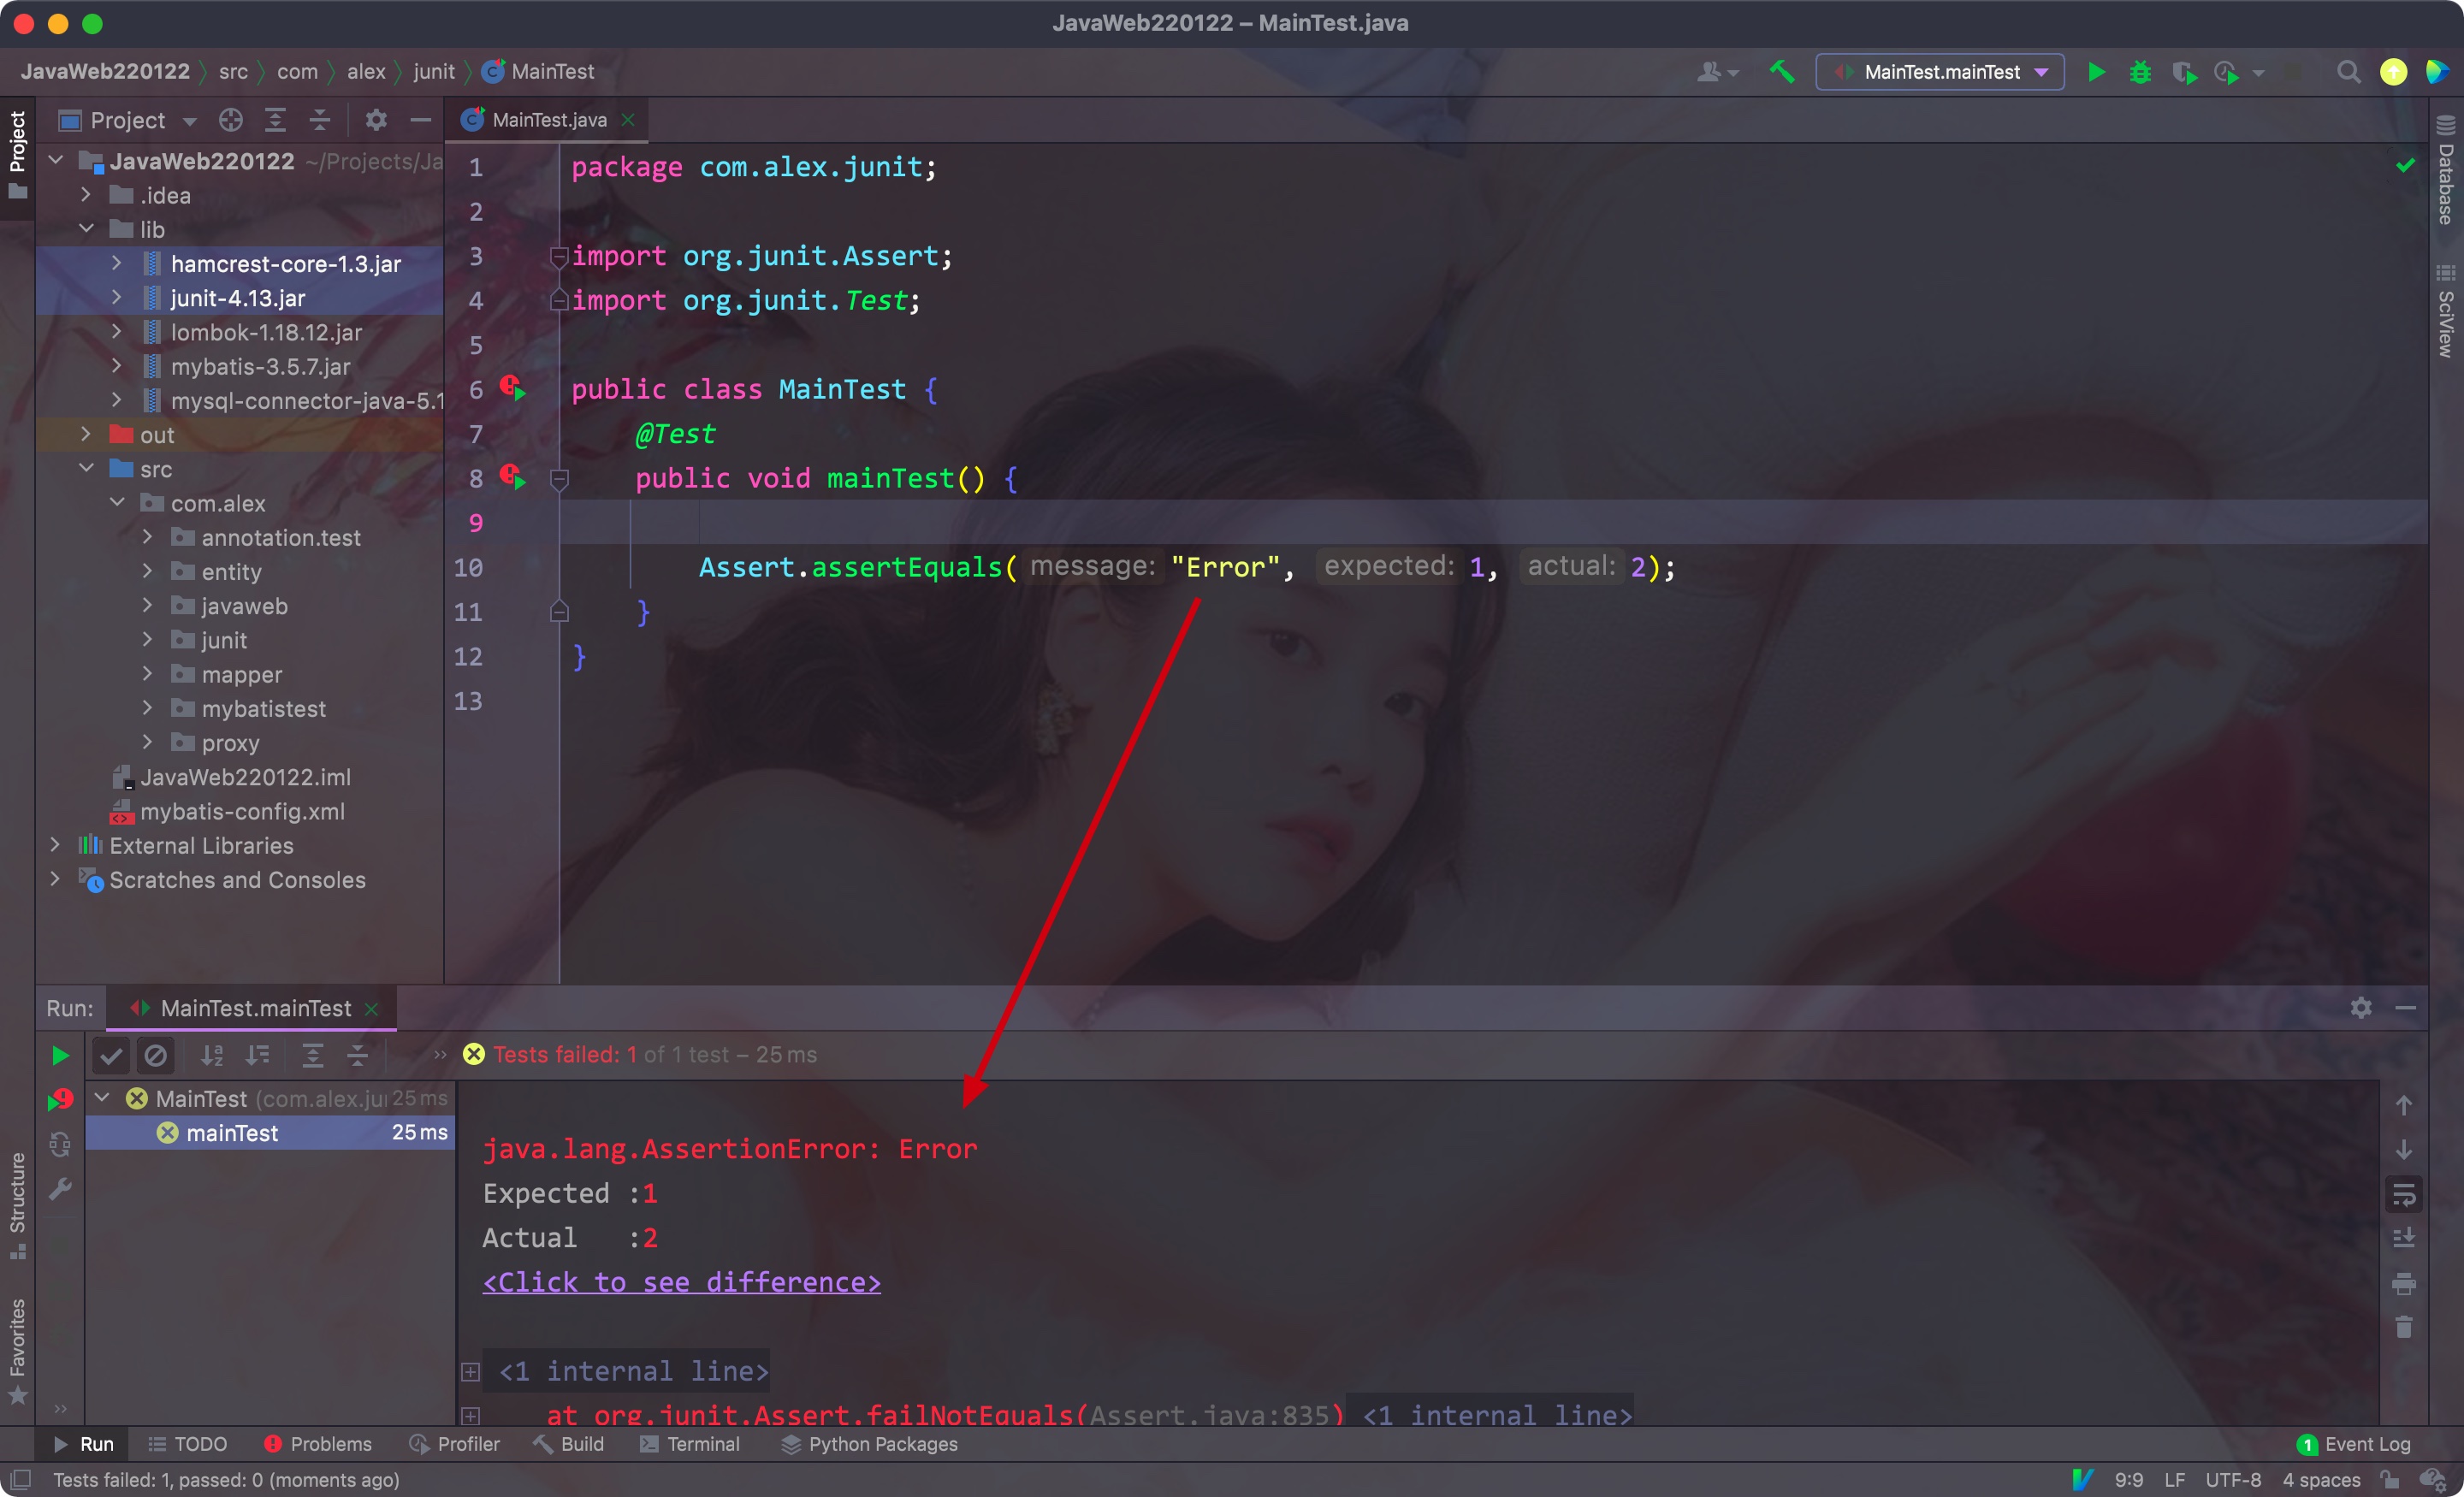 JavaWeb220122 – MainTest.java
JavaWeb220122 src com alex junit MainTest
MainTest.mainTest
Project
Project
MainTest.java
JavaWeb220122 ~/Projects/Ja
.idea
lib
hamcrest-core-1.3.jar
junit-4.13.jar
lombok-1.18.12.jar
mybatis-3.5.7.jar
mysql-connector-java-5.1
out
src
com.alex
annotation.test
entity
javaweb
junit
mapper
mybatistest
proxy
JavaWeb220122.iml
mybatis-config.xml
External Libraries
Scratches and Consoles
1 package com.alex.junit;
2
3 import org.junit.Assert;
4 import org.junit.Test;
5
6 public class MainTest {
7 @Test
8 public void mainTest() {
9
10 Assert.assertEquals( message: "Error", expected: 1, actual: 2);
11 }
12 }
13
Database
SciView
Run: MainTest.mainTest
Tests failed: 1 of 1 test – 25 ms
MainTest (com.alex.jui 25 ms
mainTest 25 ms
java.lang.AssertionError: Error
Expected :1
Actual   :2
<Click to see difference>
<1 internal line>
at org.junit.Assert.failNotEquals(Assert.java:835) <1 internal line>
Structure
Favorites
Run TODO Problems Profiler Build Terminal Python Packages
1 Event Log
Tests failed: 1, passed: 0 (moments ago)
9:9 LF UTF-8 4 spaces